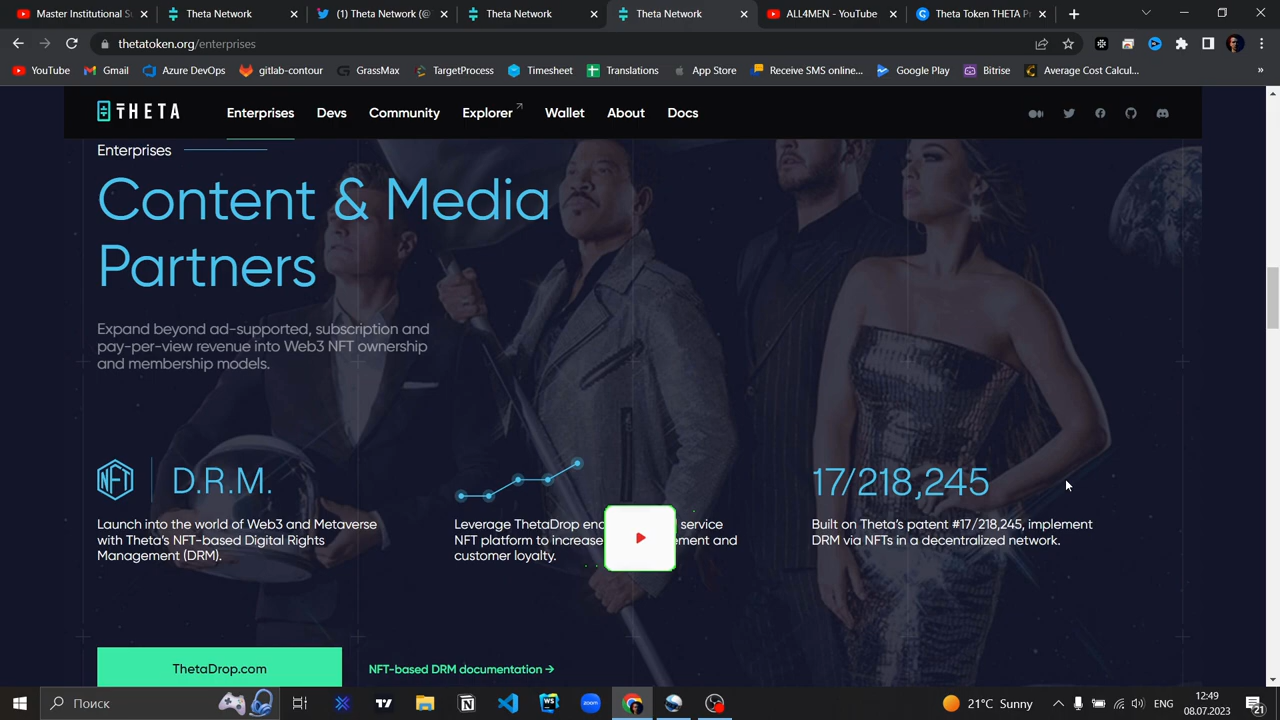 Master Institutional S
Theta Network
(1) Theta Network (@
Theta Network
Theta Network
ALL4MEN - YouTube
Theta Token THETA P
thetatoken.org/enterprises
YouTube
Gmail
Azure DevOps
gitlab-contour
GrassMax
TargetProcess
Timesheet
Translations
App Store
Receive SMS online...
Google Play
Bitrise
Average Cost Calcul...
»
THETA
Enterprises
Devs
Community
Explorer
Wallet
About
Docs
Enterprises
Content & Media
Partners
Expand beyond ad-supported, subscription and
pay-per-view revenue into Web3 NFT ownership
and membership models.
NFT
D.R.M.
Launch into the world of Web3 and Metaverse
with Theta's NFT-based Digital Rights
Management (DRM).
Leverage ThetaDrop en service
NFT platform to increase ement and
customer loyalty.
17/218,245
Built on Theta's patent #17/218,245, implement
DRM via NFTs in a decentralized network.
ThetaDrop.com
NFT-based DRM documentation →
Поиск
zoom
21°C Sunny
ENG
12:49
08.07.2023
21